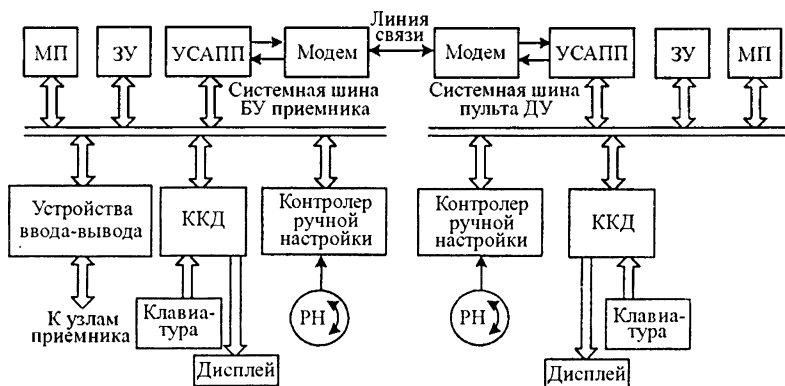 Линия
связи
МП
ЗУ
УСАПП
Модем
Модем
УСАПП
ЗУ
МП
Системная шина
БУ приемника
Системная шина
пульта ДУ
Устройства
ввода-вывода
ККД
Контролер
ручной
настройки
Контролер
ручной
настройки
ККД
К узлам
приемника
Клавиа-
тура
РН
РН
Клавиа-
тура
Дисплей
Дисплей